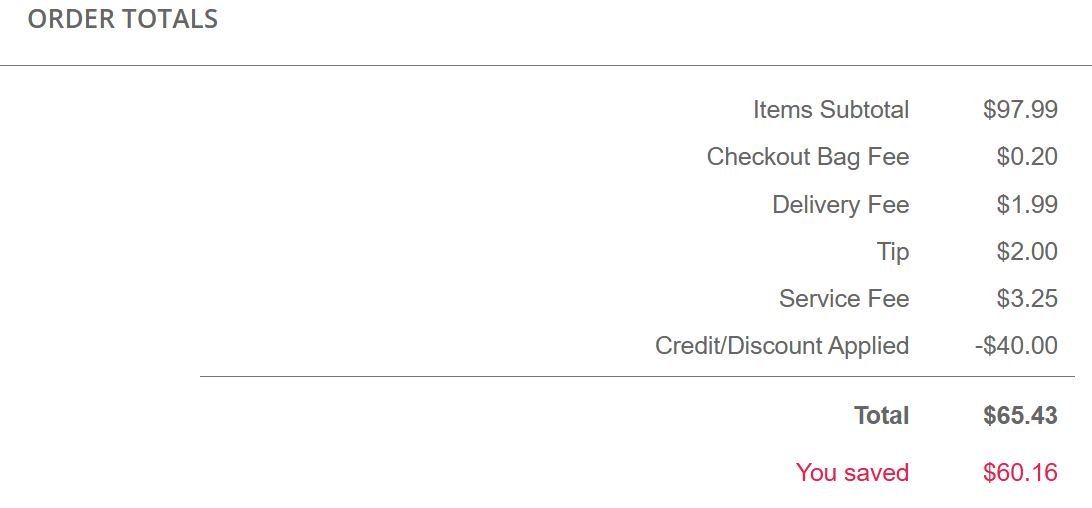 ORDER TOTALS
Items Subtotal $97.99
Checkout Bag Fee $0.20
Delivery Fee $1.99
Tip $2.00
Service Fee $3.25
Credit/Discount Applied -$40.00
Total $65.43
You saved $60.16